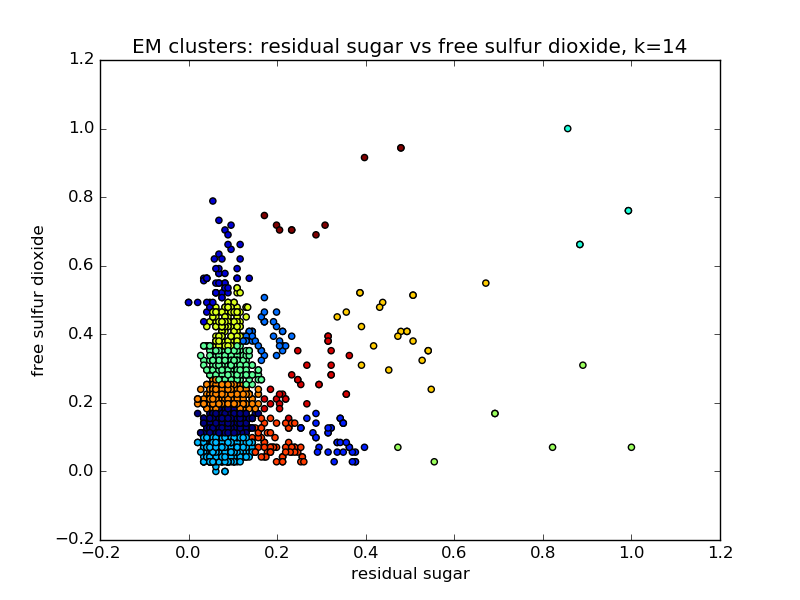 EM clusters: residual sugar vs free sulfur dioxide, k=14
1.2
1.0
0.8
0.6
0.4
0.2
0.0
−0.2
free sulfur dioxide
−0.2 0.0 0.2 0.4 0.6 0.8 1.0 1.2
residual sugar